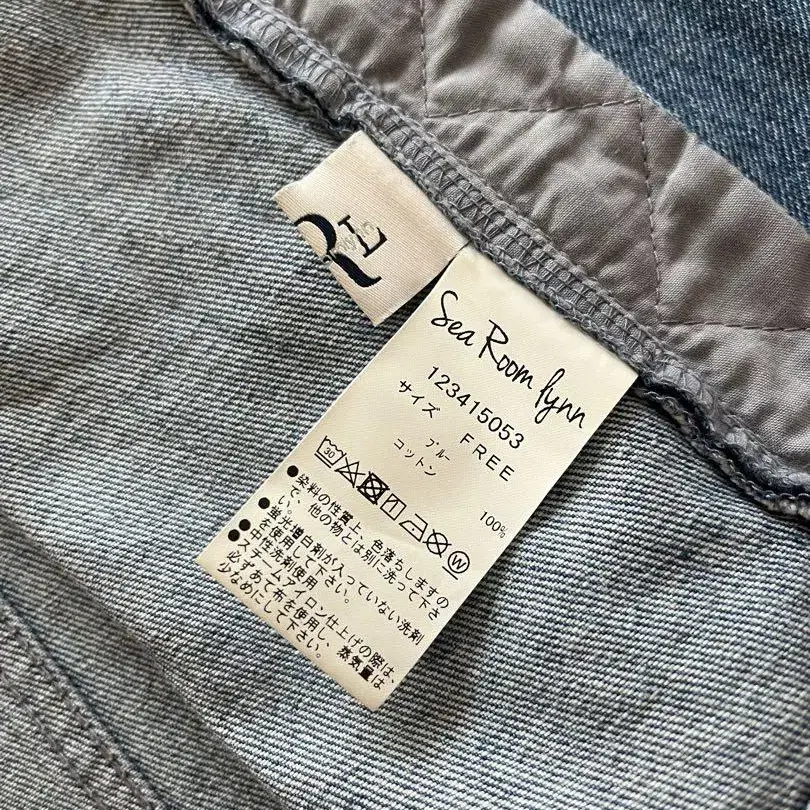 RL
Sea Room lynn
123415053
サイズ FREE
ブルー
コットン 100%
30
W
●染料の性質上、色落ちしますの
で、他の物とは別に洗って下さ
い。
●蛍光増白剤が入っていない洗剤
を使用して下さい。
●中性洗剤使用
●スチームアイロン仕上げの際は、
必ずあて布を使用し、蒸気量は
少なめにして下さい。